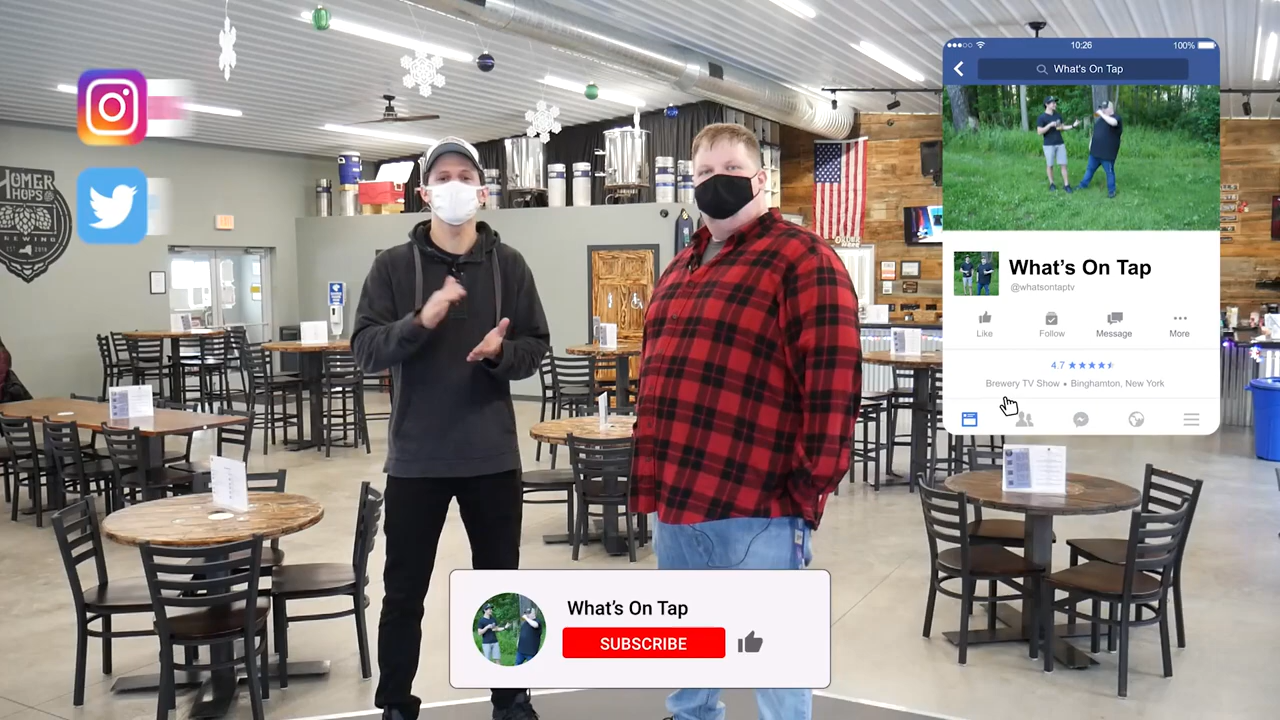 HOMER
HOPS
BREWING
10:26
100%
What's On Tap
What's On Tap
@whatsontaptv
Like
Follow
Message
More
4.7
Brewery TV Show • Binghamton, New York
What's On Tap
SUBSCRIBE